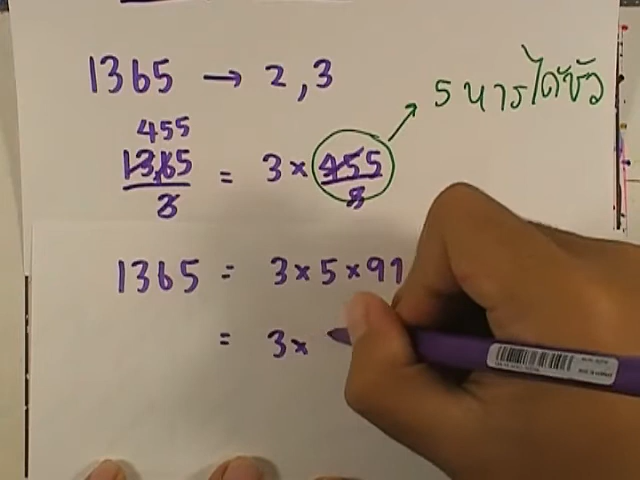 1365 → 2,3
5 หารได้ชัว
455
1365 = 3 × 455
3 3
1365 = 3 × 5 × 91
= 3 ×